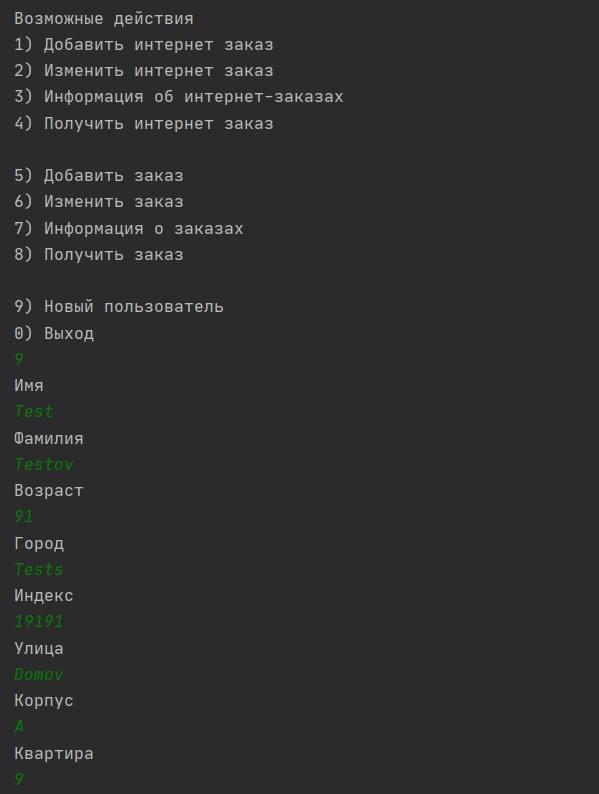 Возможные действия
1) Добавить интернет заказ
2) Изменить интернет заказ
3) Информация об интернет-заказах
4) Получить интернет заказ
5) Добавить заказ
6) Изменить заказ
7) Информация о заказах
8) Получить заказ
9) Новый пользователь
0) Выход
9
Имя
Test
Фамилия
Testov
Возраст
91
Город
Tests
Индекс
19191
Улица
Domov
Корпус
A
Квартира
9